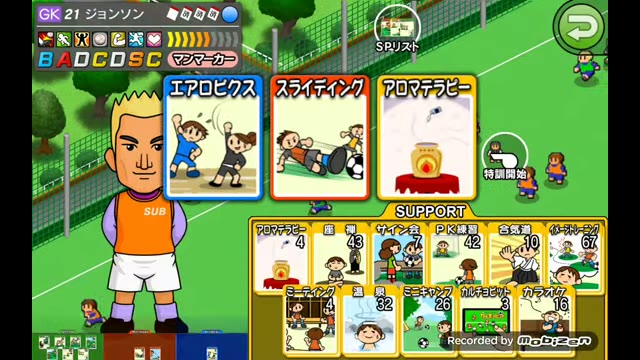 GK 21 ジョンソン
BADCDSC マンマーカー
SPリスト
エアロビクス スライディング アロマテラピー
特訓開始
SUB
SUPPORT
アロマテラピー 座禅 サイン会 PK練習 合気道 イメージトレーニング
4 43 7 42 10 67
ミーティング 温泉 ミニキャンプ カルチョビット カラオケ
4 32 26 3 16
Recorded by Mobizen